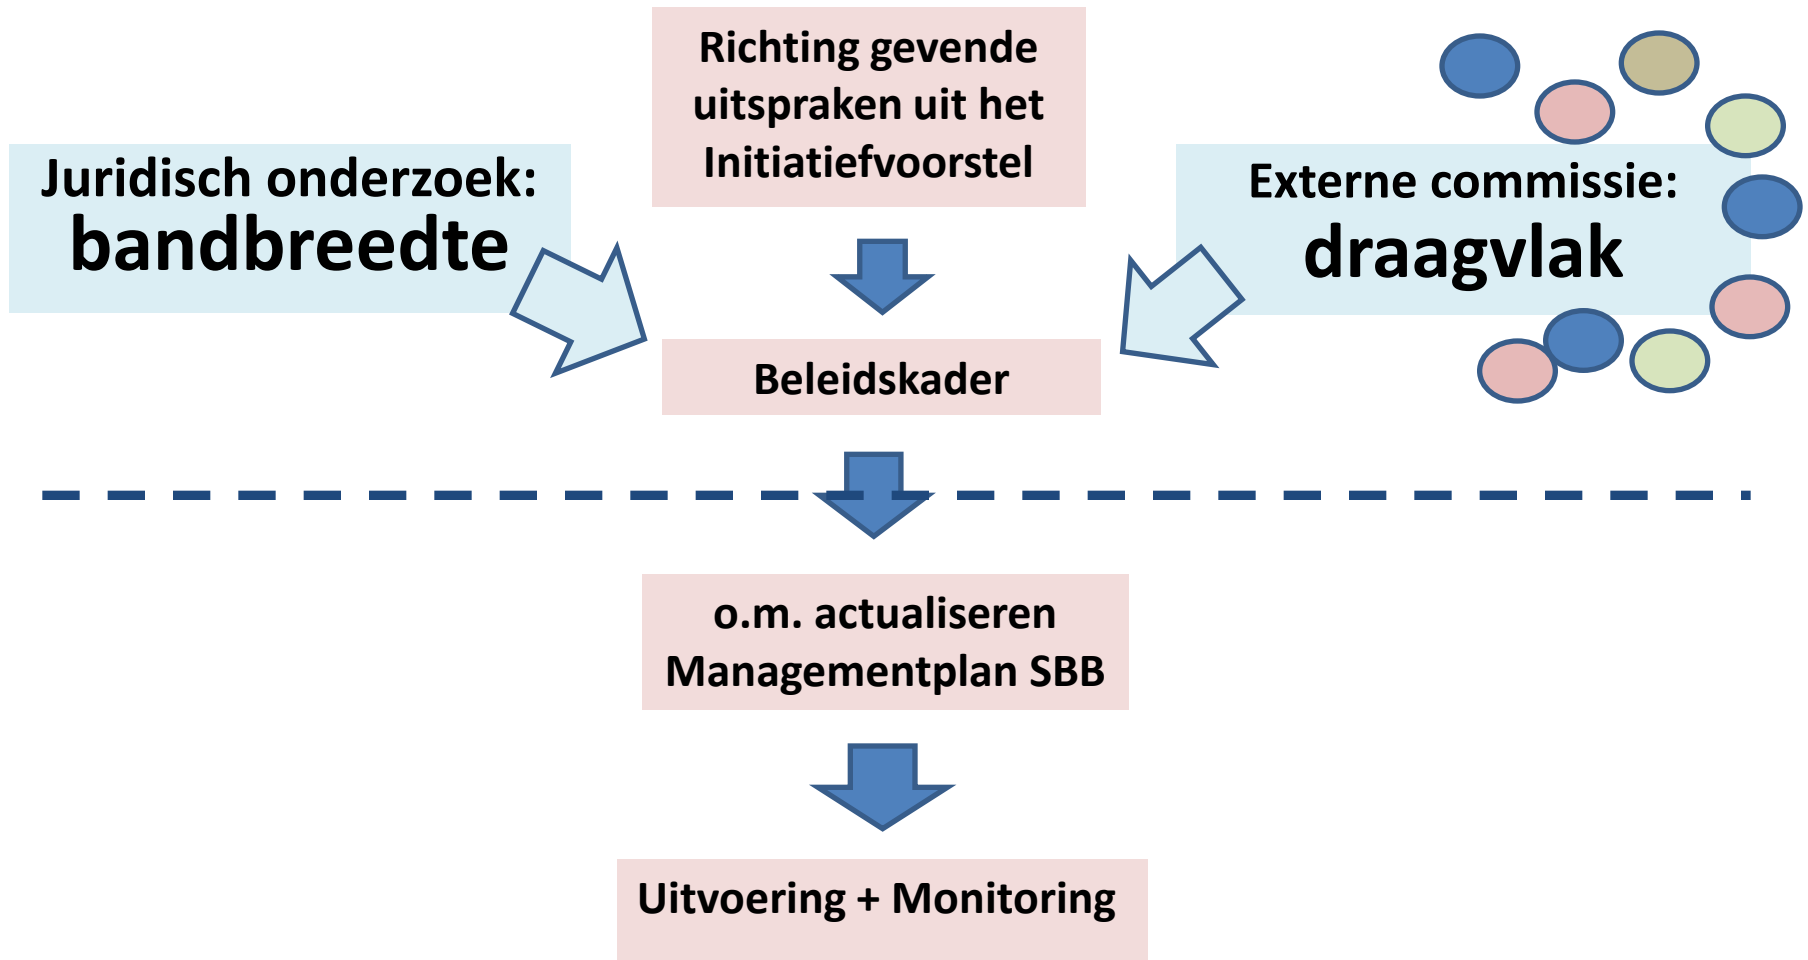 Richting gevende
uitspraken uit het
Initiatiefvoorstel
Juridisch onderzoek:
bandbreedte
Externe commissie:
draagvlak
Beleidskader
o.m. actualiseren
Managementplan SBB
Uitvoering + Monitoring